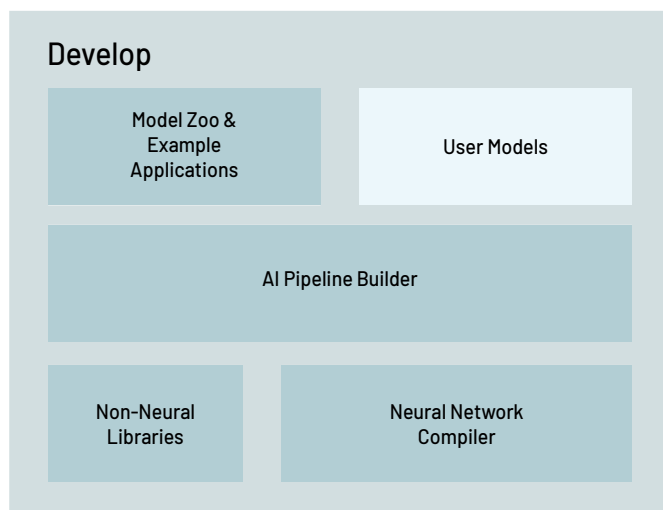 Develop
Model Zoo &
Example
Applications
User Models
AI Pipeline Builder
Non-Neural
Libraries
Neural Network
Compiler